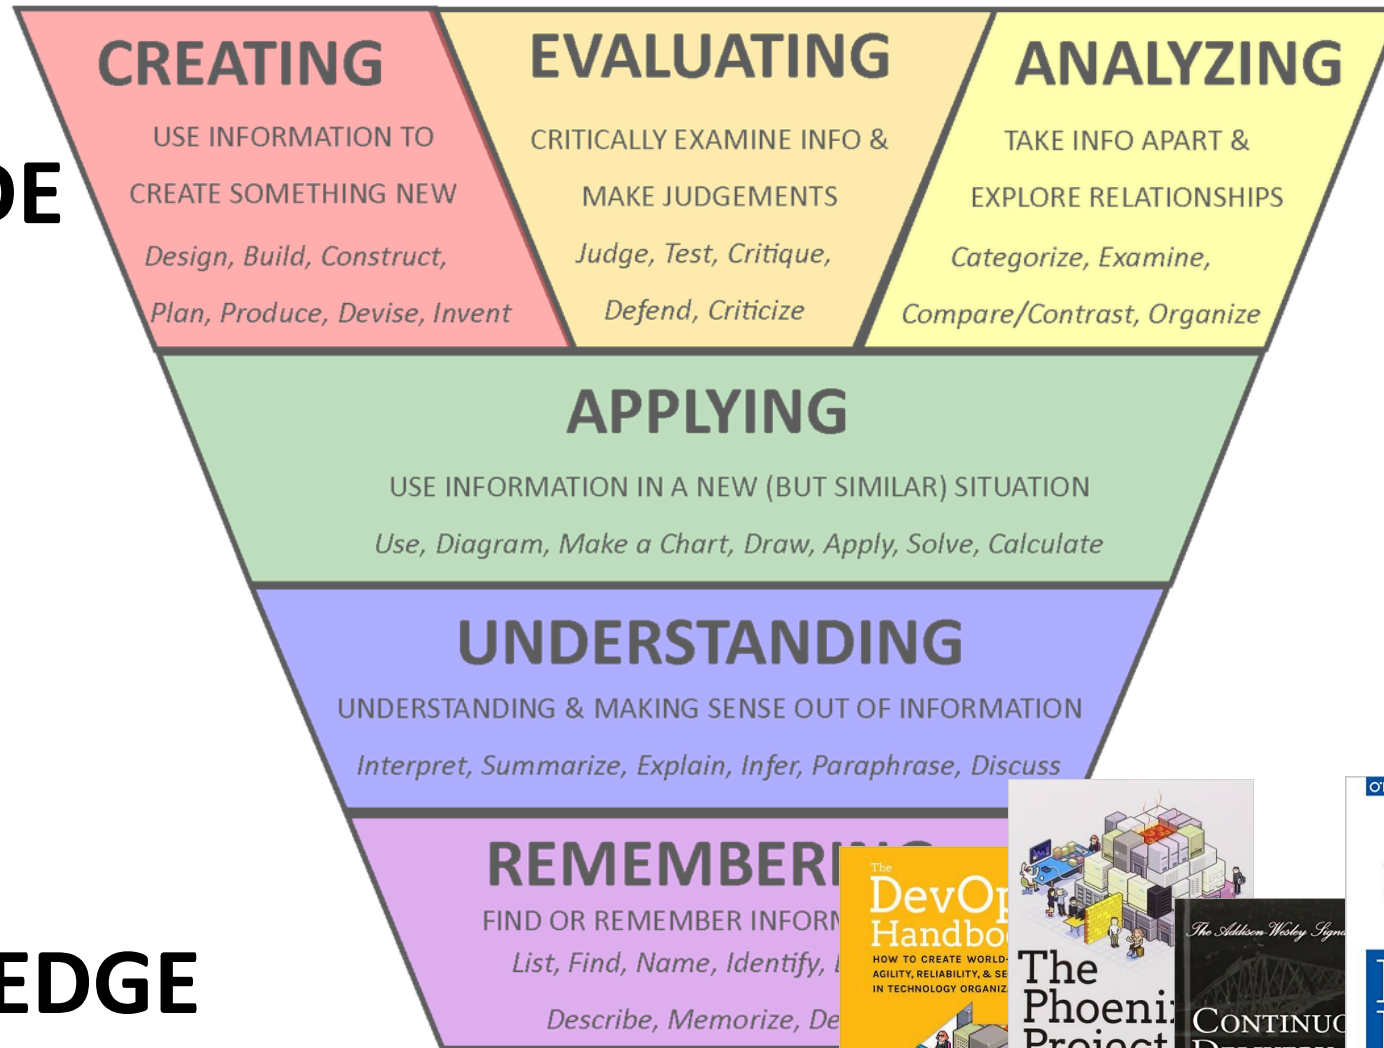 CREATING
USE INFORMATION TO
CREATE SOMETHING NEW
Design, Build, Construct,
Plan, Produce, Devise, Invent
EVALUATING
CRITICALLY EXAMINE INFO &
MAKE JUDGEMENTS
Judge, Test, Critique,
Defend, Criticize
ANALYZING
TAKE INFO APART &
EXPLORE RELATIONSHIPS
Categorize, Examine,
Compare/Contrast, Organize
DE
APPLYING
USE INFORMATION IN A NEW (BUT SIMILAR) SITUATION
Use, Diagram, Make a Chart, Draw, Apply, Solve, Calculate
UNDERSTANDING
UNDERSTANDING & MAKING SENSE OUT OF INFORMATION
Interpret, Summarize, Explain, Infer, Paraphrase, Discuss
REMEMBERING
FIND OR REMEMBER INFORM
List, Find, Name, Identify,
Describe, Memorize, De
EDGE
The
DevOp
Handbo
HOW TO CREATE WORLD-
AGILITY, RELIABILITY, & SE
IN TECHNOLOGY ORGANIZ
The
Phoeni
Project
The Addison-Wesley Signa
CONTINUO
DELIVERY